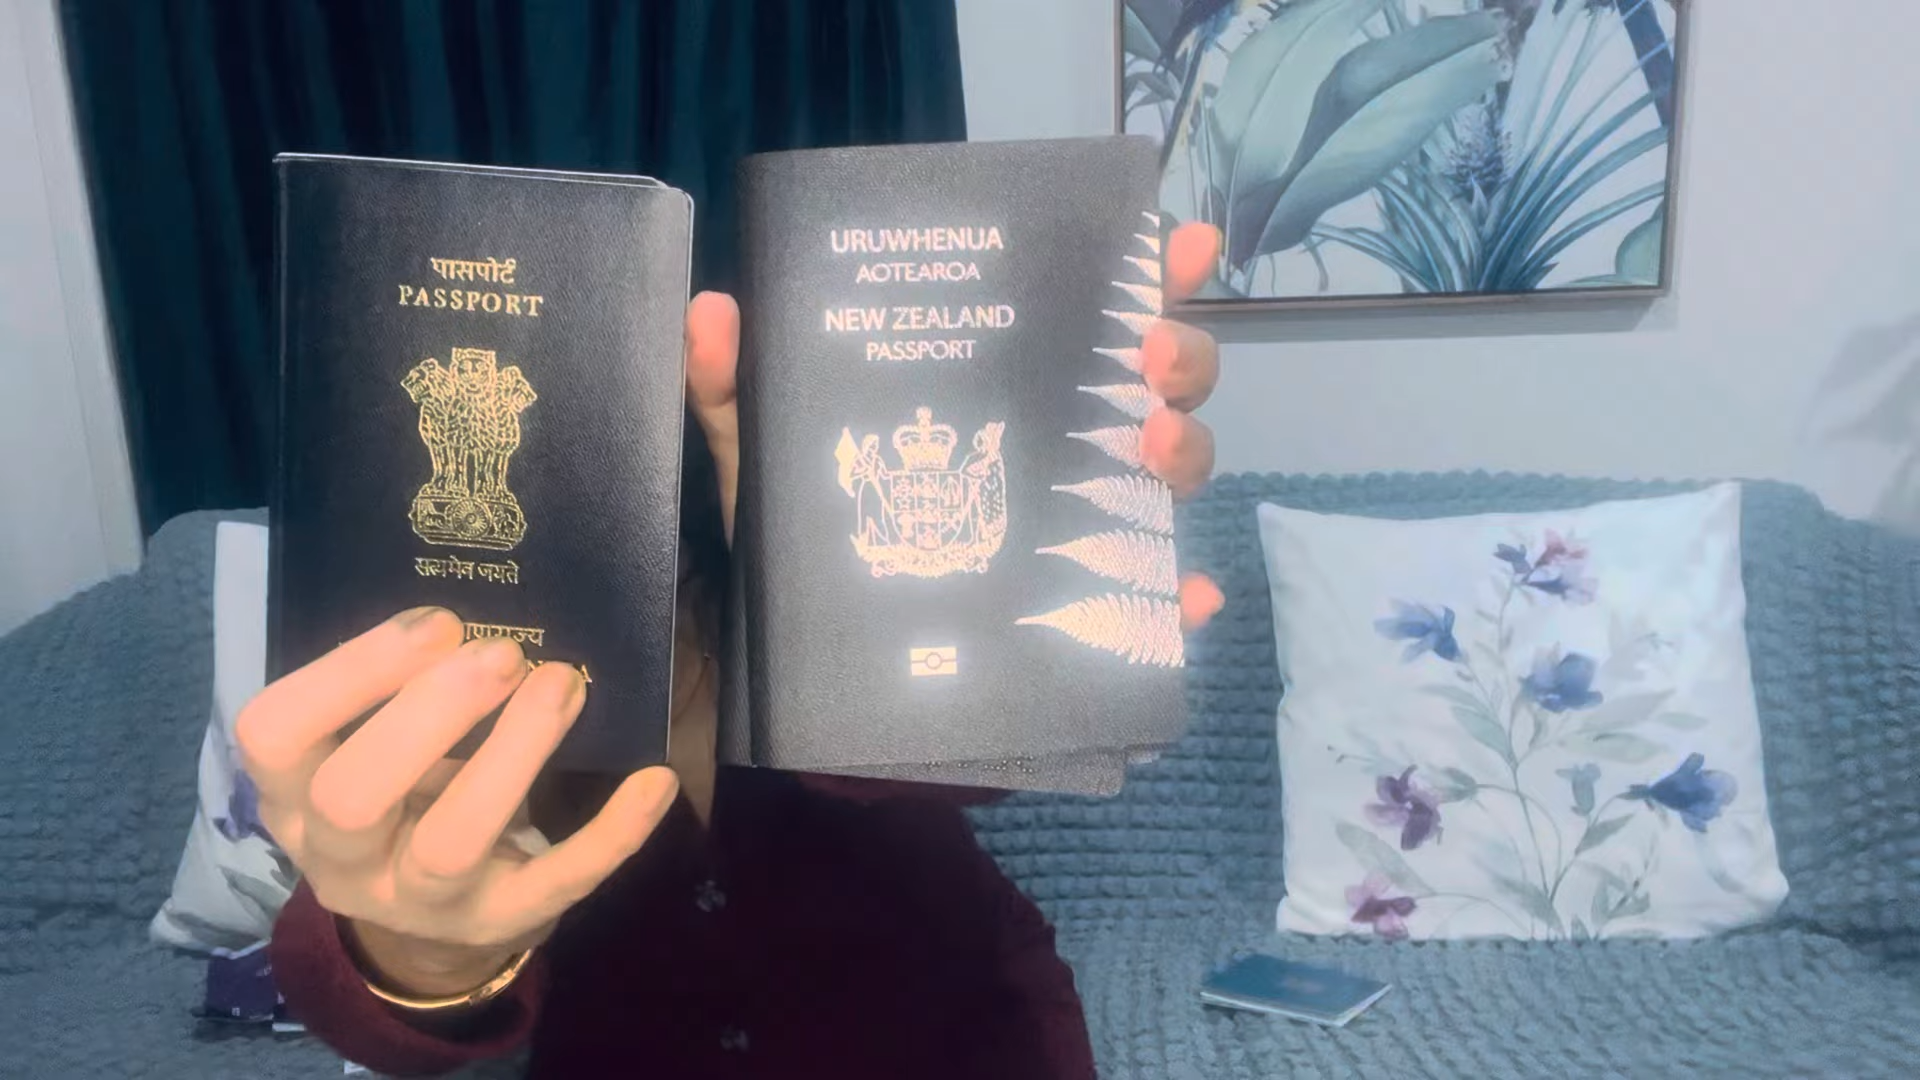 पासपोर्ट
PASSPORT
सत्यमेव जयते
URUWHENUA
AOTEAROA
NEW ZEALAND
PASSPORT